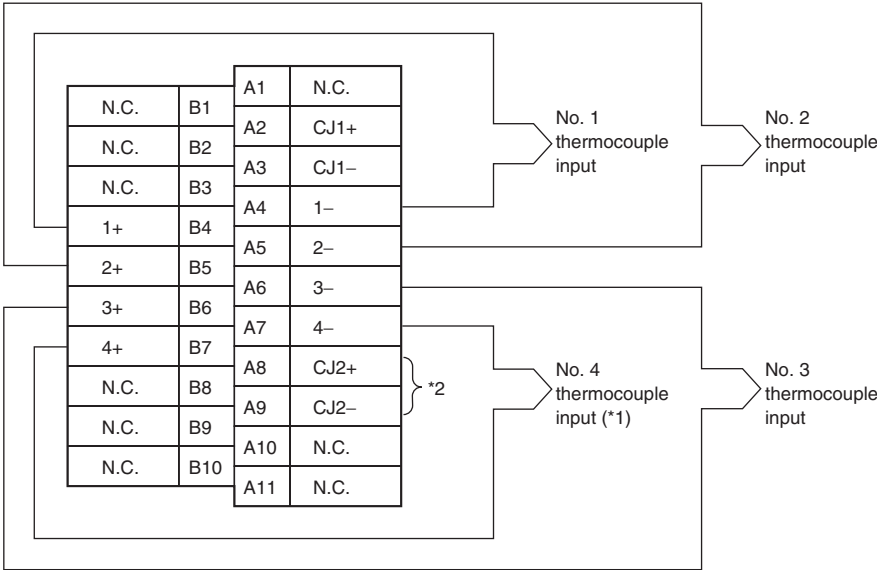 N.C. B1
N.C. B2
N.C. B3
1+ B4
2+ B5
3+ B6
4+ B7
N.C. B8
N.C. B9
N.C. B10
A1 N.C.
A2 CJ1+
A3 CJ1−
A4 1−
A5 2−
A6 3−
A7 4−
A8 CJ2+
A9 CJ2−
A10 N.C.
A11 N.C.
*2
No. 1
thermocouple
input
No. 2
thermocouple
input
No. 4
thermocouple
input (*1)
No. 3
thermocouple
input